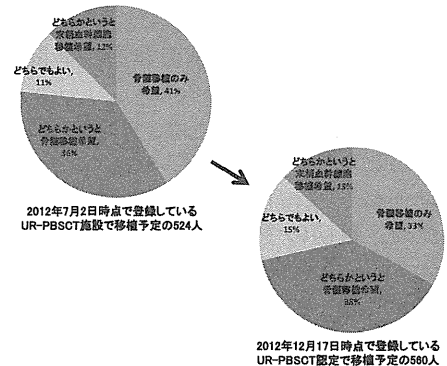 どちらかというと
末梢血幹細胞
移植希望, 12%
骨髄移植のみ
希望, 41%
どちらでもよい,
11%
どちらかというと
骨髄移植希望,
36%
2012年7月2日時点で登録している
UR-PBSCT施設で移植予定の524人
どちらかというと
末梢血幹細胞
移植希望, 15%
骨髄移植のみ
希望, 33%
どちらでもよい,
15%
どちらかというと
骨髄移植希望,
35%
2012年12月17日時点で登録している
UR-PBSCT認定で移植予定の560人